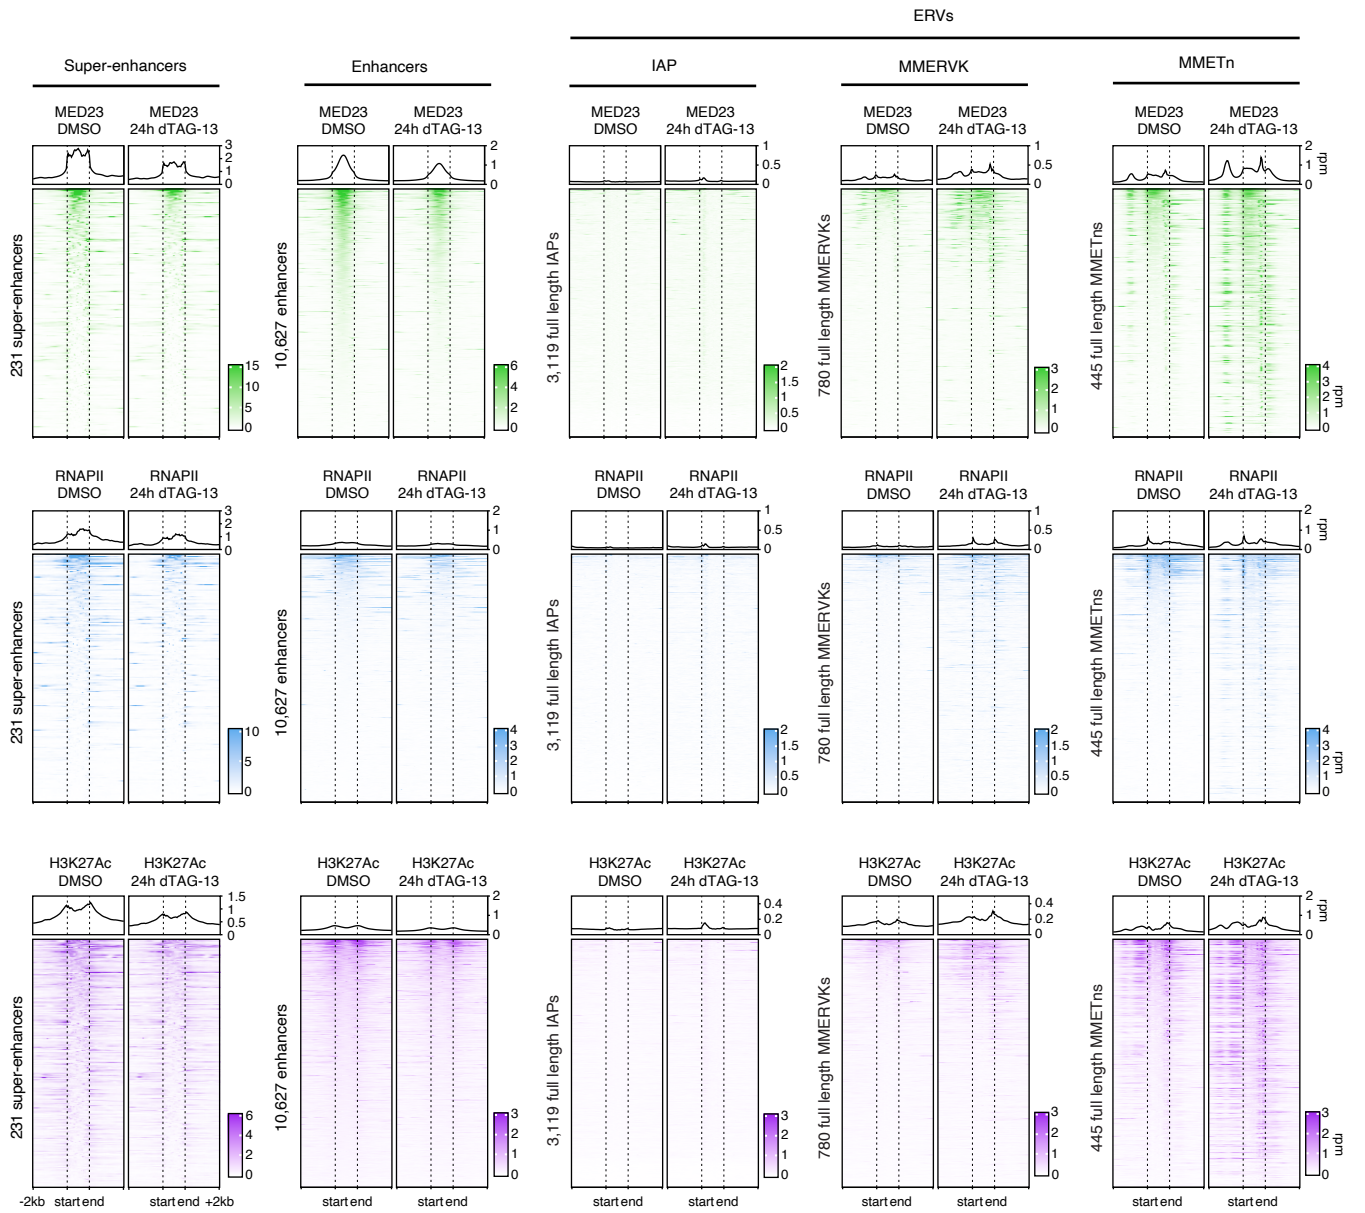 ERVs
Super-enhancers
Enhancers
IAP
MMERVK
MMETn
MED23
DMSO
MED23
24h dTAG-13
3
2
1
0
231 super-enhancers
15
10
5
0
MED23
DMSO
MED23
24h dTAG-13
2
1
0
10,627 enhancers
6
4
2
0
MED23
DMSO
MED23
24h dTAG-13
1
0.5
0
3,119 full length IAPs
2
1.5
1
0.5
0
MED23
DMSO
MED23
24h dTAG-13
1
0.5
0
780 full length MMERVKs
3
2
1
0
MED23
DMSO
MED23
24h dTAG-13
2
1
0
rpm
445 full length MMETns
4
3
2
1
0
rpm
RNAPII
DMSO
RNAPII
24h dTAG-13
3
2
1
0
231 super-enhancers
10
5
0
RNAPII
DMSO
RNAPII
24h dTAG-13
2
1
0
10,627 enhancers
4
3
2
1
0
RNAPII
DMSO
RNAPII
24h dTAG-13
1
0.5
0
3,119 full length IAPs
2
1.5
1
0.5
0
RNAPII
DMSO
RNAPII
24h dTAG-13
1
0.5
0
780 full length MMERVKs
2
1.5
1
0.5
0
RNAPII
DMSO
RNAPII
24h dTAG-13
2
1
0
rpm
445 full length MMETns
4
3
2
1
0
rpm
H3K27Ac
DMSO
H3K27Ac
24h dTAG-13
1.5
1
0.5
0
231 super-enhancers
6
4
2
0
-2kb start end
start end +2kb
H3K27Ac
DMSO
H3K27Ac
24h dTAG-13
2
1
0
10,627 enhancers
3
2
1
0
start end
start end
H3K27Ac
DMSO
H3K27Ac
24h dTAG-13
0.4
0.2
0
3,119 full length IAPs
3
2
1
0
start end
start end
H3K27Ac
DMSO
H3K27Ac
24h dTAG-13
0.4
0.2
0
780 full length MMERVKs
3
2
1
0
start end
start end
H3K27Ac
DMSO
H3K27Ac
24h dTAG-13
2
1
0
rpm
445 full length MMETns
3
2
1
0
rpm
start end
start end